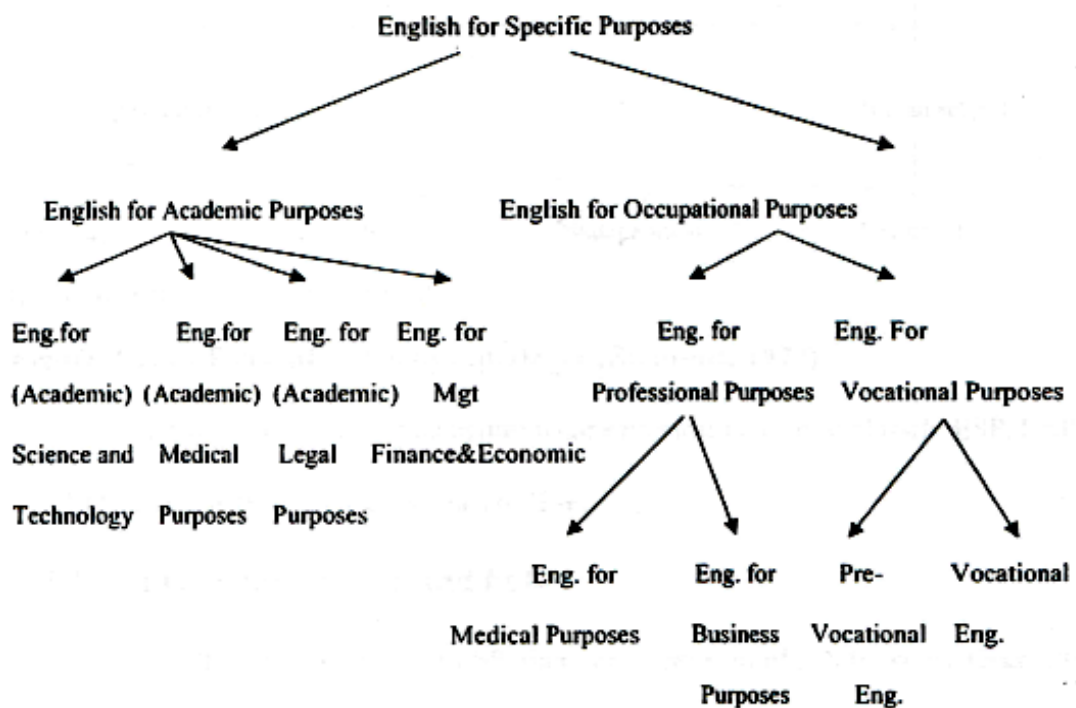 English for Specific Purposes
English for Academic Purposes
English for Occupational Purposes
Eng.for
(Academic)
Science and
Technology
Eng.for
(Academic)
Medical
Purposes
Eng. for
(Academic)
Legal
Purposes
Eng. for
Mgt
Finance&Economic
Eng. for
Professional Purposes
Eng. For
Vocational Purposes
Eng. for
Medical Purposes
Eng. for
Business
Purposes
Pre-
Vocational
Eng.
Vocational
Eng.